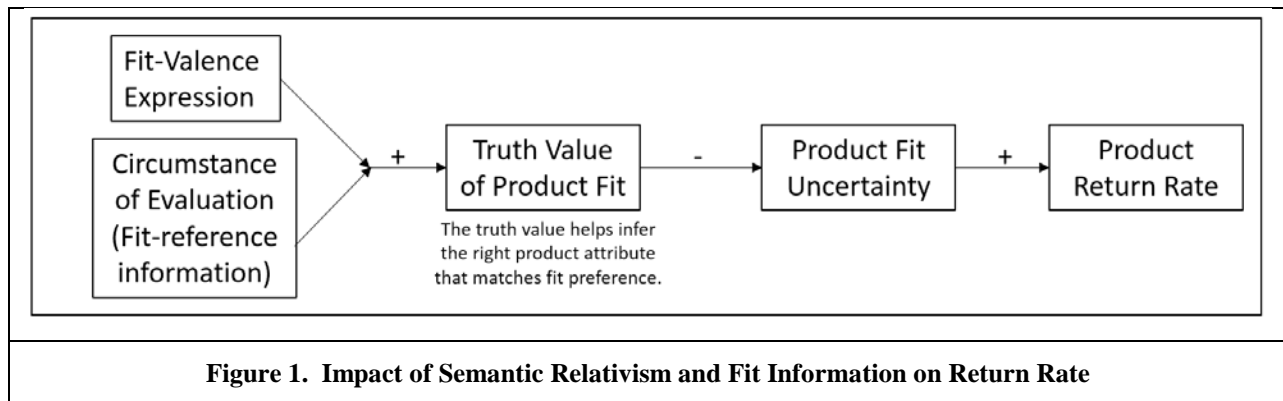 Fit-Valence
Expression
Circumstance
of Evaluation
(Fit-reference
information)
+
Truth Value
of Product Fit
The truth value helps infer
the right product attribute
that matches fit preference.
-
Product Fit
Uncertainty
+
Product
Return Rate
Figure 1. Impact of Semantic Relativism and Fit Information on Return Rate